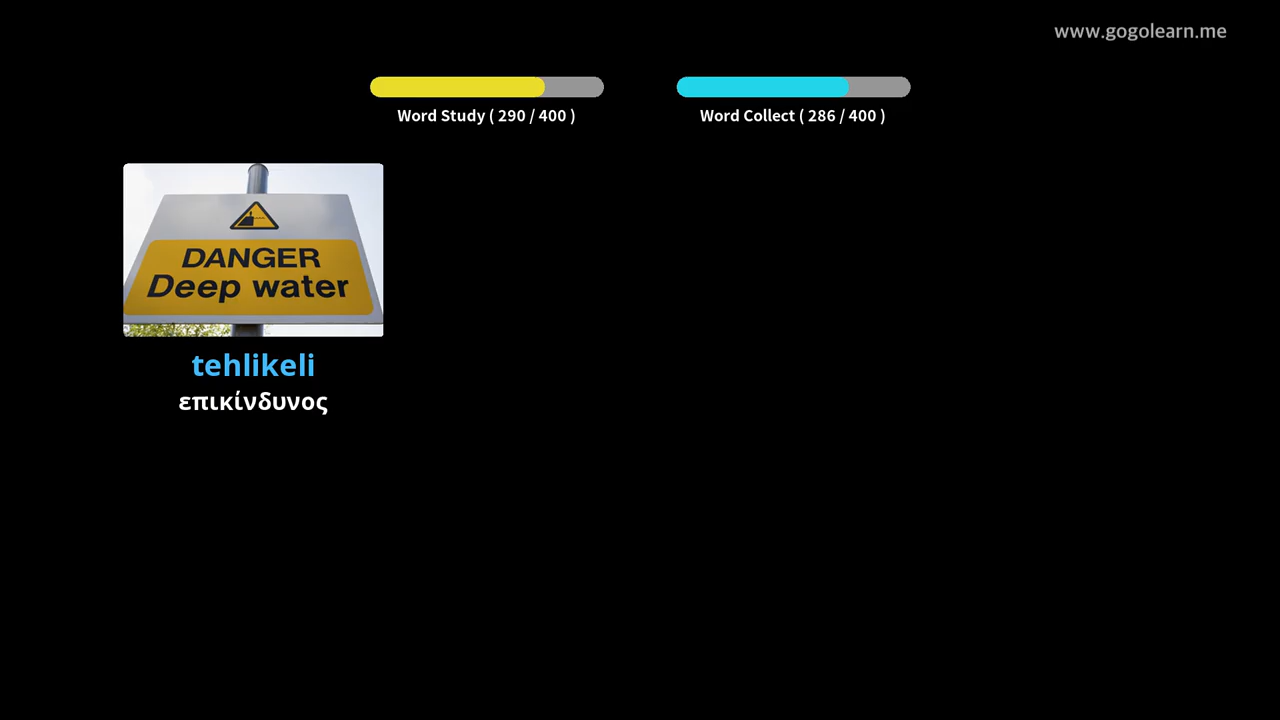 www.gogolearn.me
Word Study ( 290 / 400 )
Word Collect ( 286 / 400 )
DANGER
Deep water
tehlikeli
επικίνδυνος